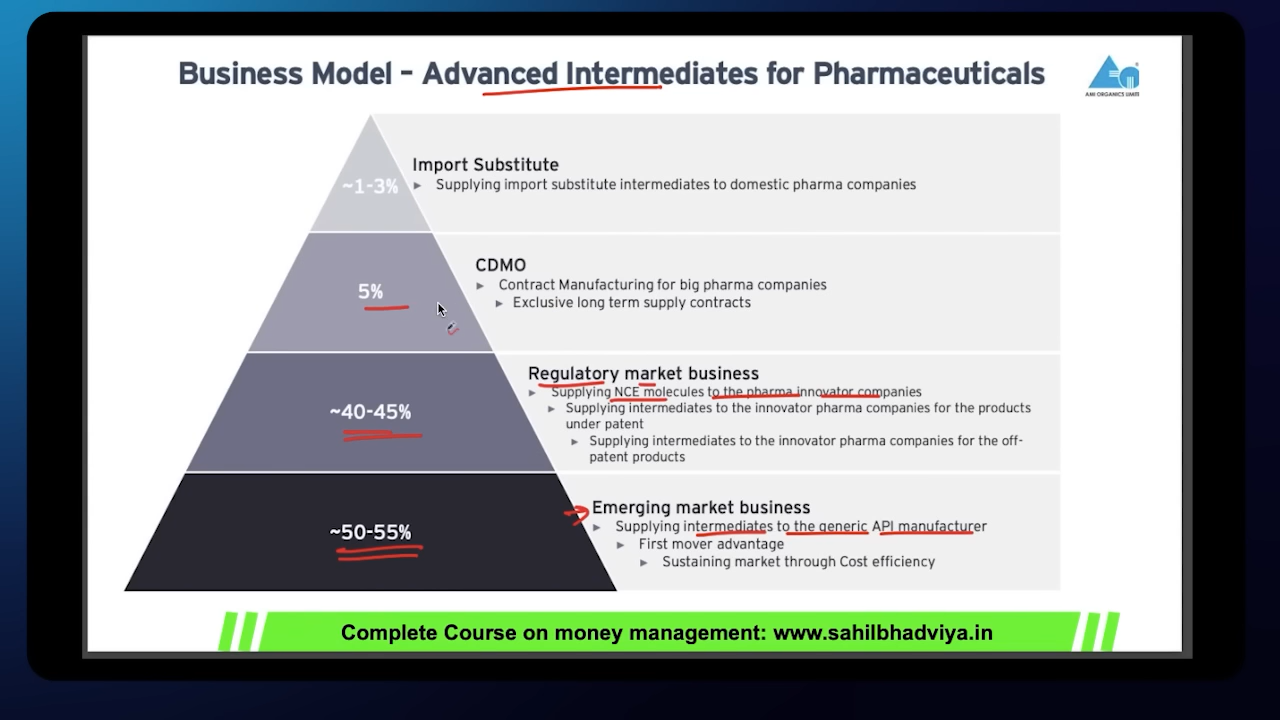 Business Model – Advanced Intermediates for Pharmaceuticals
AMI ORGANICS LIMIT
~1-3%
Import Substitute
Supplying import substitute intermediates to domestic pharma companies
5%
CDMO
Contract Manufacturing for big pharma companies
Exclusive long term supply contracts
~40-45%
Regulatory market business
Supplying NCE molecules to the pharma innovator companies
Supplying intermediates to the innovator pharma companies for the products
under patent
Supplying intermediates to the innovator pharma companies for the off-
patent products
~50-55%
Emerging market business
Supplying intermediates to the generic API manufacturer
First mover advantage
Sustaining market through Cost efficiency
Complete Course on money management: www.sahilbhadviya.in